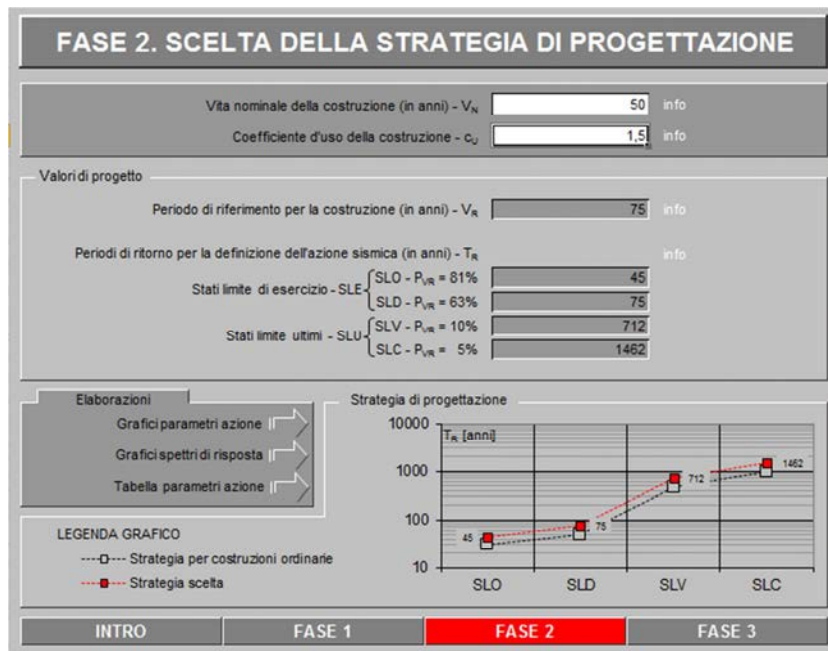 FASE 2. SCELTA DELLA STRATEGIA DI PROGETTAZIONE
Vita nominale della costruzione (in anni) - VN 50 info
Coefficiente d'uso della costruzione - cU 1,5 info
Valori di progetto
Periodo di riferimento per la costruzione (in anni) - VR 75 info
Periodi di ritorno per la definizione dell'azione sismica (in anni) - TR info
Stati limite di esercizio - SLE
SLO - PVR = 81% 45
SLD - PVR = 63% 75
Stati limite ultimi - SLU
SLV - PVR = 10% 712
SLC - PVR = 5% 1462
Elaborazioni
Grafici parametri azione
Grafici spettri di risposta
Tabella parametri azione
LEGENDA GRAFICO
Strategia per costruzioni ordinarie
Strategia scelta
Strategia di progettazione
TR [anni]
10000
1000
100
10
45
75
712
1462
SLO SLD SLV SLC
INTRO FASE 1 FASE 2 FASE 3